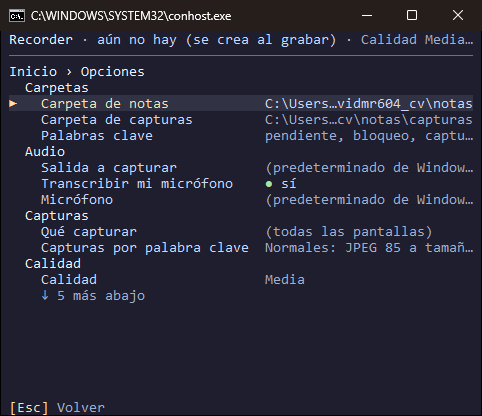 C:\WINDOWS\SYSTEM32\conhost.exe
Recorder · aún no hay (se crea al grabar) · Calidad Media…
Inicio › Opciones
Carpetas
▶ Carpeta de notas C:\Users…vidmr604_cv\notas
Carpeta de capturas C:\Users…cv\notas\capturas
Palabras clave pendiente, bloqueo, captu…
Audio
Salida a capturar (predeterminado de Window…
Transcribir mi micrófono ● sí
Micrófono (predeterminado de Window…
Capturas
Qué capturar (todas las pantallas)
Capturas por palabra clave Normales: JPEG 85 a tamañ…
Calidad
Calidad Media
↓ 5 más abajo
[Esc] Volver